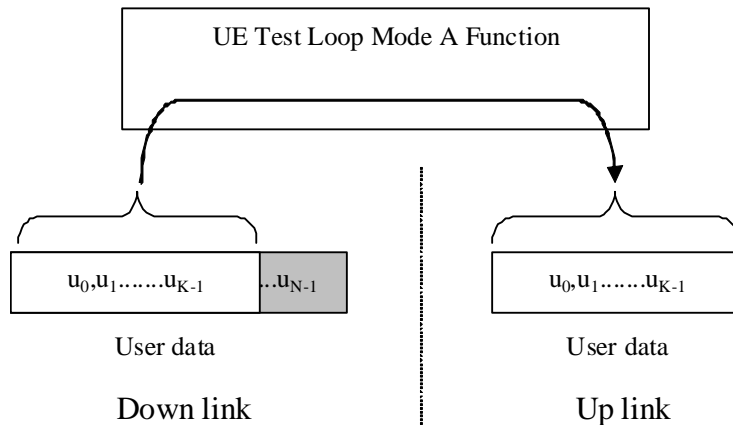 UE Test Loop Mode A Function
u0,u1.......uK-1 ...uN-1
u0,u1.......uK-1
User data
User data
Down link
Up link